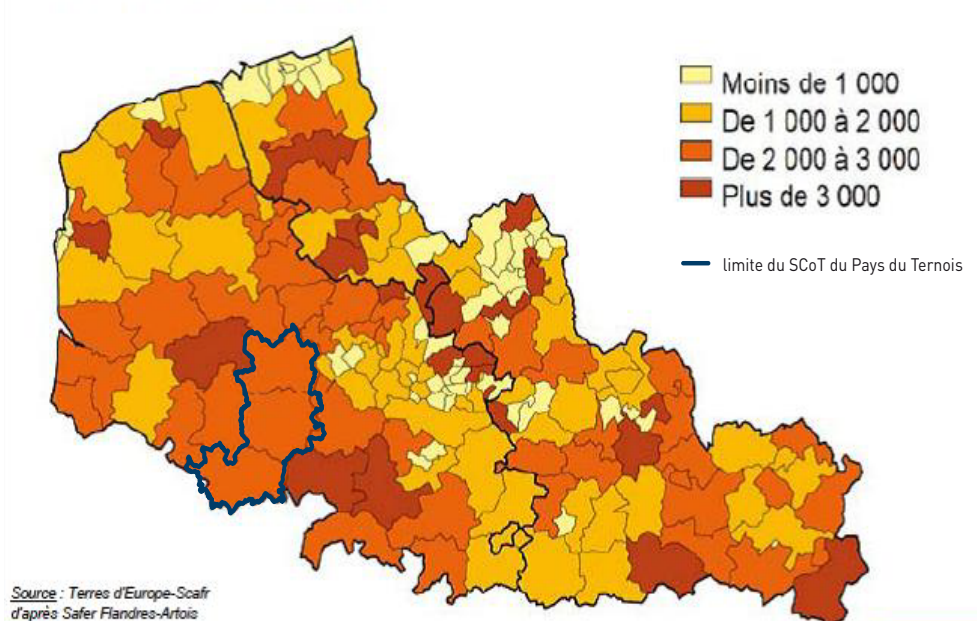 Moins de 1 000
De 1 000 à 2 000
De 2 000 à 3 000
Plus de 3 000
limite du SCoT du Pays du Ternois
Source : Terres d'Europe-Scafr
d'après Safer Flandres-Artois